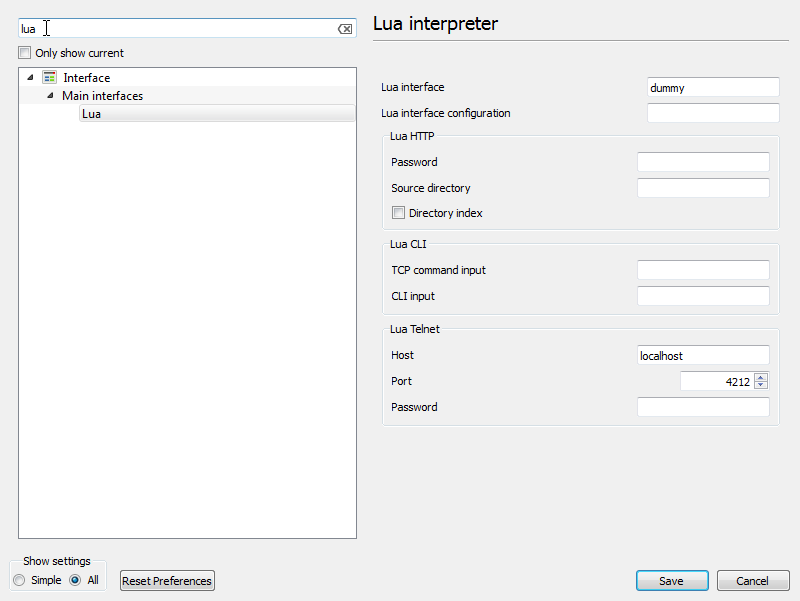 lua
Only show current
Interface
Main interfaces
Lua
Show settings
Simple
All
Reset Preferences
Lua interpreter
Lua interface
dummy
Lua interface configuration
Lua HTTP
Password
Source directory
Directory index
Lua CLI
TCP command input
CLI input
Lua Telnet
Host
localhost
Port
4212
Password
Save
Cancel